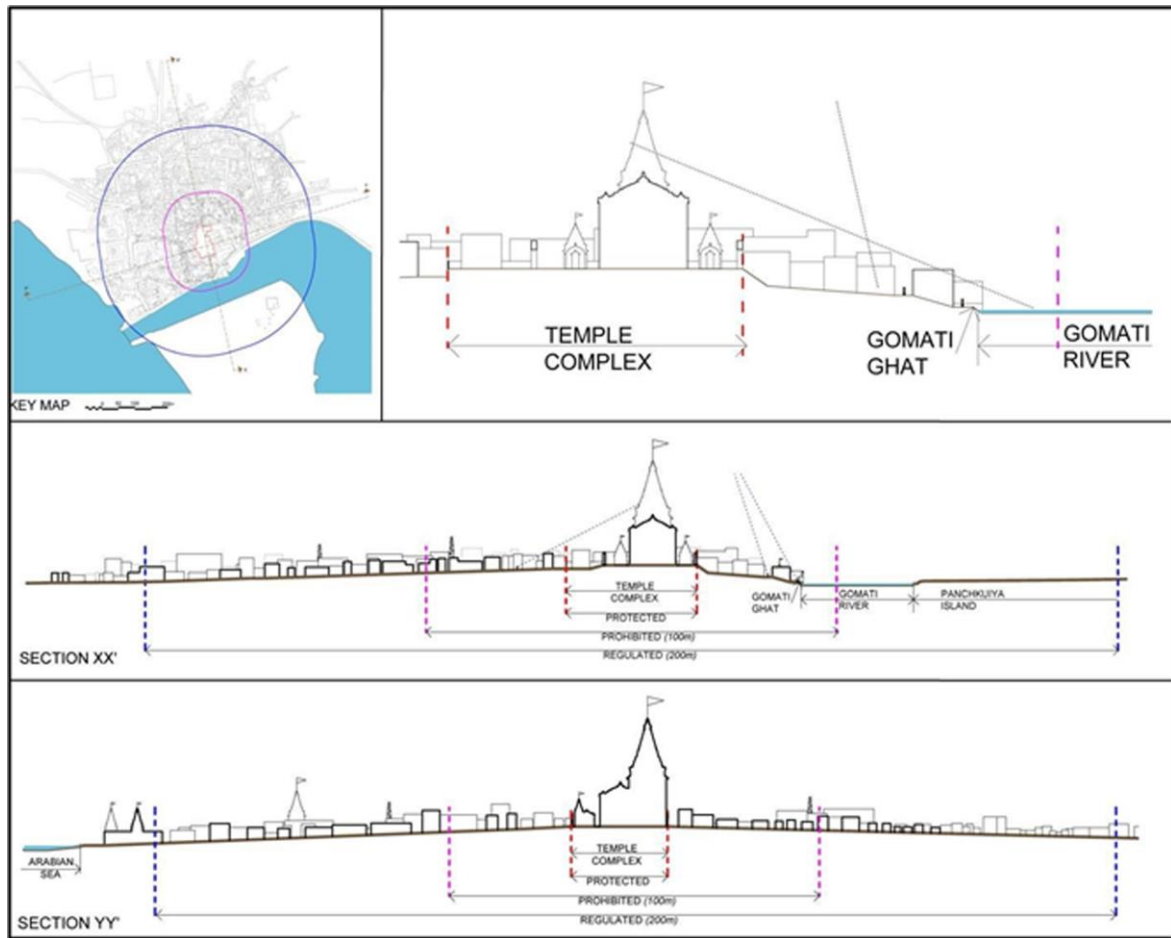 KEY MAP
TEMPLE
COMPLEX
GOMATI
GHAT
GOMATI
RIVER
TEMPLE
COMPLEX
PROTECTED
PROHIBITED (100m)
REGULATED (200m)
GOMATI
GHAT
GOMATI
RIVER
PANCHKUIYA
ISLAND
SECTION XX'
ARABIAN
SEA
TEMPLE
COMPLEX
PROTECTED
PROHIBITED (100m)
REGULATED (200m)
SECTION YY'